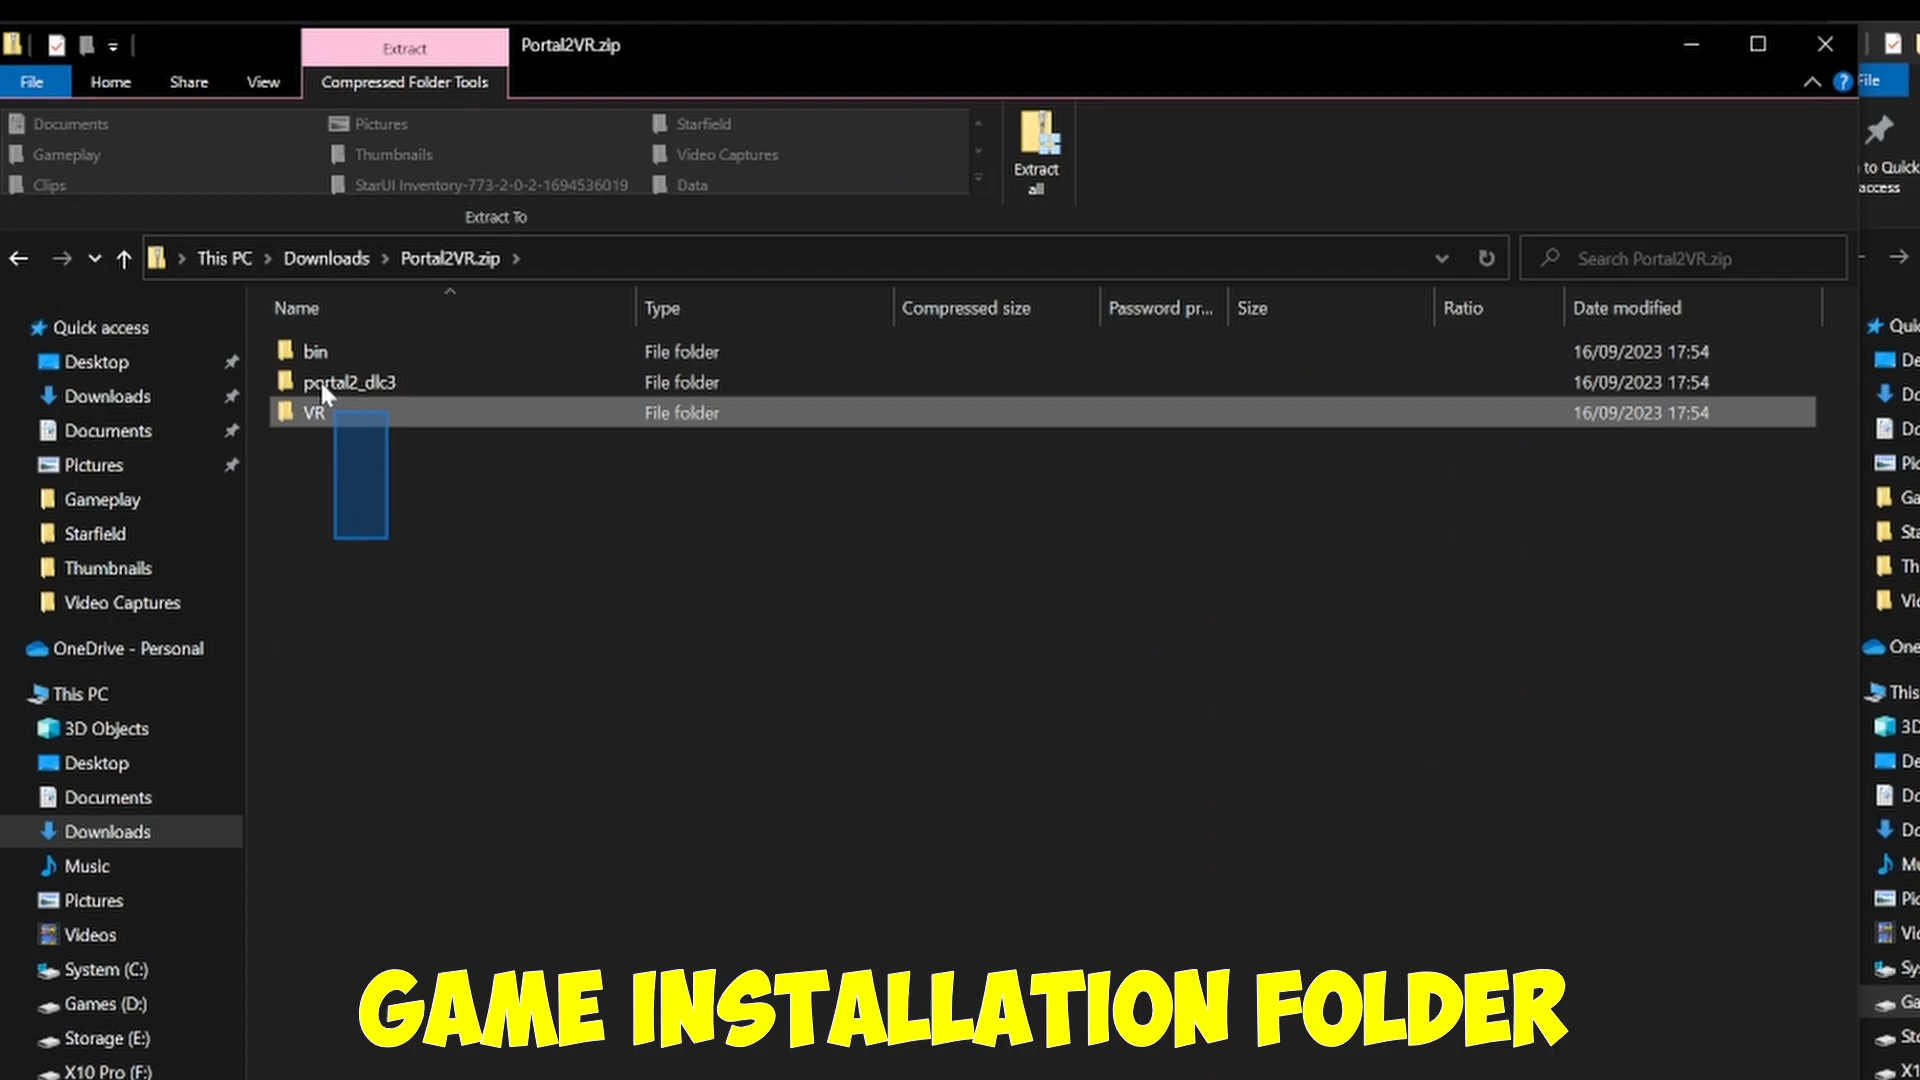 Extract
Portal2VR.zip
File
Home
Share
View
Compressed Folder Tools
File
Documents
Pictures
Starfield
Gameplay
Thumbnails
Video Captures
Clips
StarUI Inventory-773-2-0-2-1694536019
Data
Extract
all
to Quick
access
Extract To
This PC
Downloads
Portal2VR.zip
Search Portal2VR.zip
Name
Type
Compressed size
Password pr...
Size
Ratio
Date modified
bin
File folder
16/09/2023 17:54
portal2_dlc3
File folder
16/09/2023 17:54
VR
File folder
16/09/2023 17:54
Quick access
Desktop
Downloads
Documents
Pictures
Gameplay
Starfield
Thumbnails
Video Captures
OneDrive - Personal
This PC
3D Objects
Desktop
Documents
Downloads
Music
Pictures
Videos
System (C:)
Games (D:)
Storage (E:)
X10 Pro (F:)
This
GAME INSTALLATION FOLDER